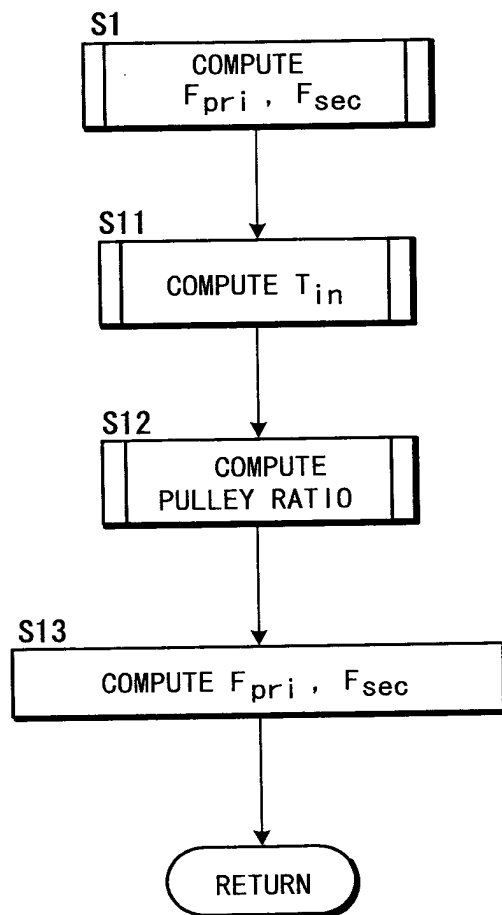 S1
COMPUTE
Fpri , Fsec
S11
COMPUTE Tin
S12
COMPUTE
PULLEY RATIO
S13
COMPUTE Fpri , Fsec
RETURN